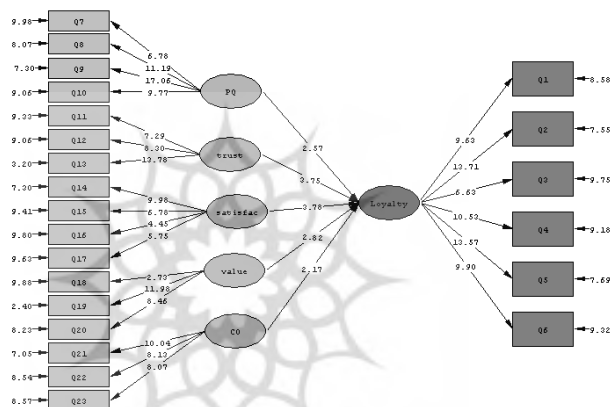 9.98 Q7
8.07 Q8
7.30 Q9
9.06 Q10
9.33 Q11
9.06 Q12
3.20 Q13
7.30 Q14
9.41 Q15
9.80 Q16
9.63 Q17
9.88 Q18
2.40 Q19
8.23 Q20
7.05 Q21
8.54 Q22
8.57 Q23
6.78
11.19
17.06
9.77
7.29
8.30
13.78
9.98
6.78
4.45
5.75
2.73
11.98
8.46
10.04
8.13
8.07
PQ
trust
satisfac
value
CO
2.57
3.75
3.78
2.82
2.17
Loyalty
9.63
13.71
6.63
10.53
13.57
9.90
Q1 8.58
Q2 7.55
Q3 9.75
Q4 9.18
Q5 7.69
Q6 9.32